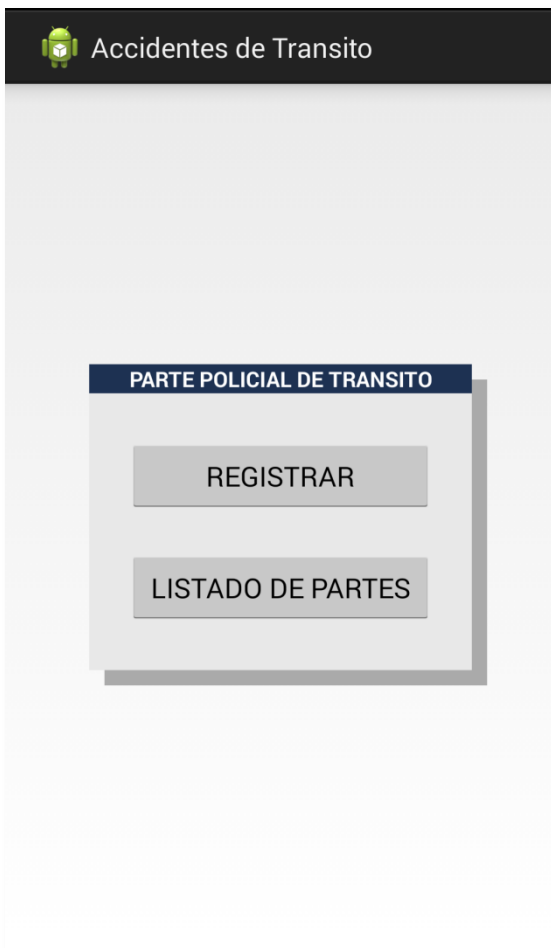 Accidentes de Transito
PARTE POLICIAL DE TRANSITO
REGISTRAR
LISTADO DE PARTES